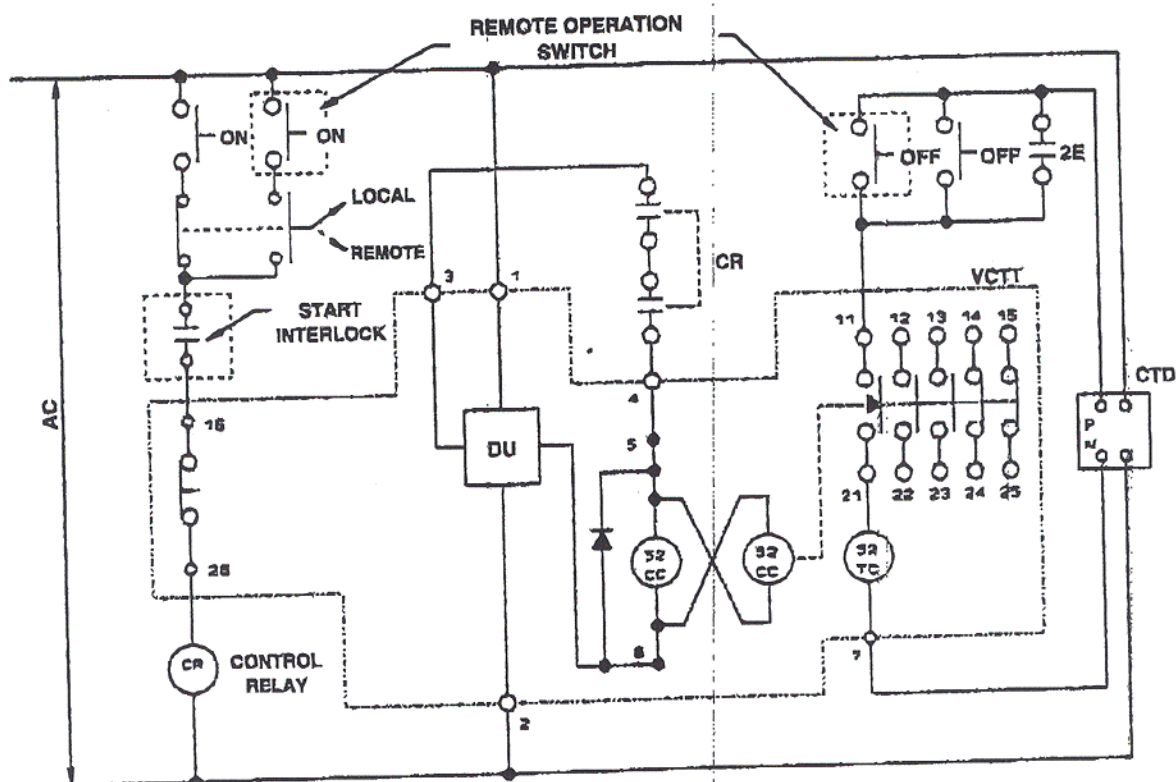 REMOTE OPERATION
SWITCH
ON
ON
OFF
OFF
2E
LOCAL
REMOTE
CR
3
1
VCTT
START
INTERLOCK
11
12
13
14
15
4
CTD
AC
16
5
DU
P
N
21
22
23
24
25
52
CC
52
CC
52
TC
26
6
7
CR
CONTROL
RELAY
2